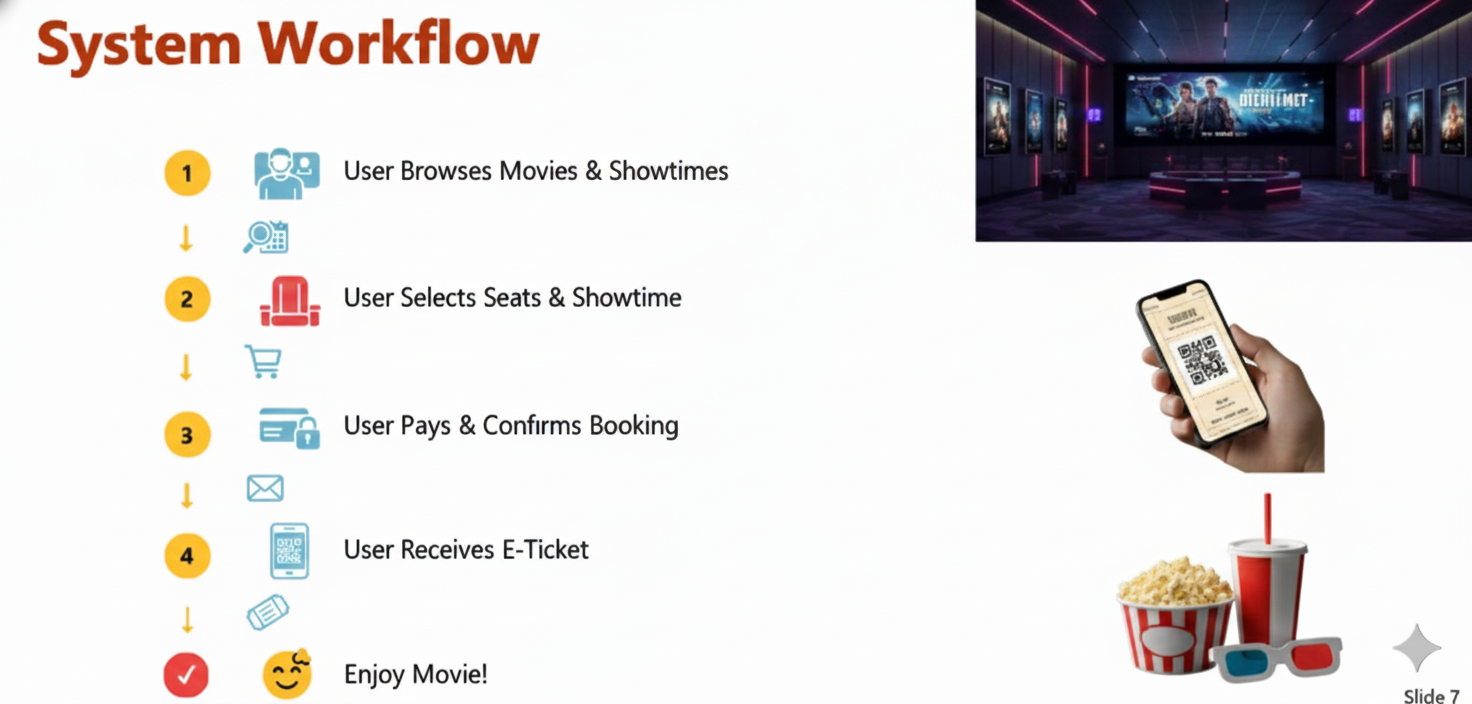 System Workflow
1
User Browses Movies & Showtimes
2
User Selects Seats & Showtime
3
User Pays & Confirms Booking
4
User Receives E-Ticket
Enjoy Movie!
Slide 7